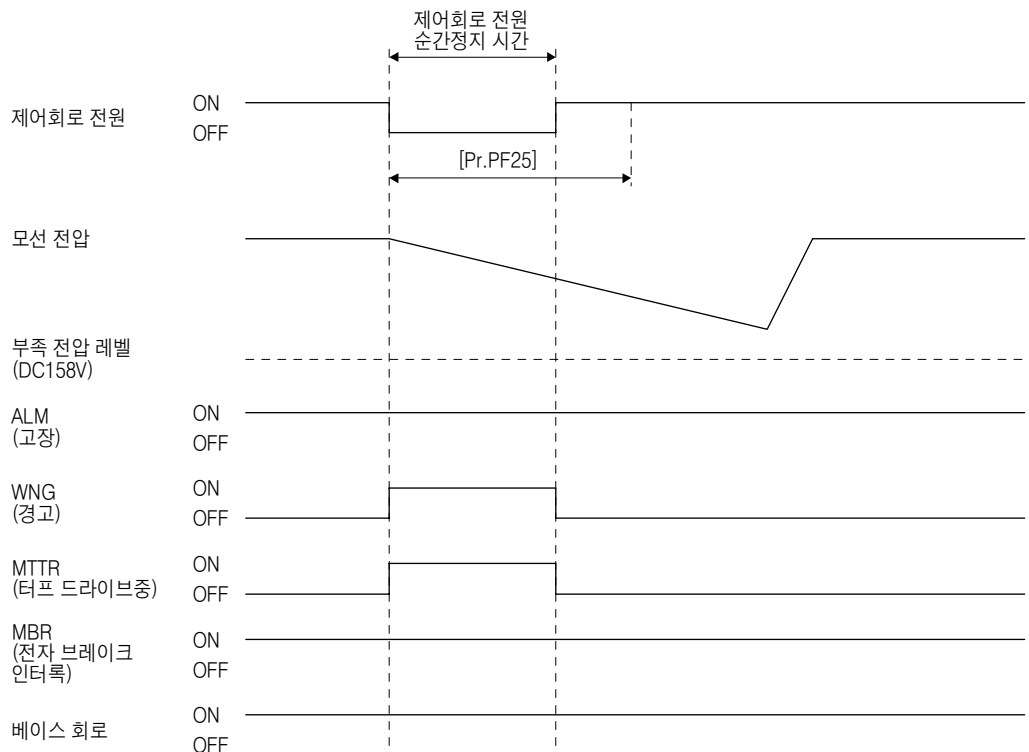 제어회로 전원
순간정지 시간
제어회로 전원
ON
OFF
[Pr.PF25]
모선 전압
부족 전압 레벨
(DC158V)
ALM
(고장)
ON
OFF
WNG
(경고)
ON
OFF
MTTR
(터프 드라이브중)
ON
OFF
MBR
(전자 브레이크
인터록)
ON
OFF
베이스 회로
ON
OFF